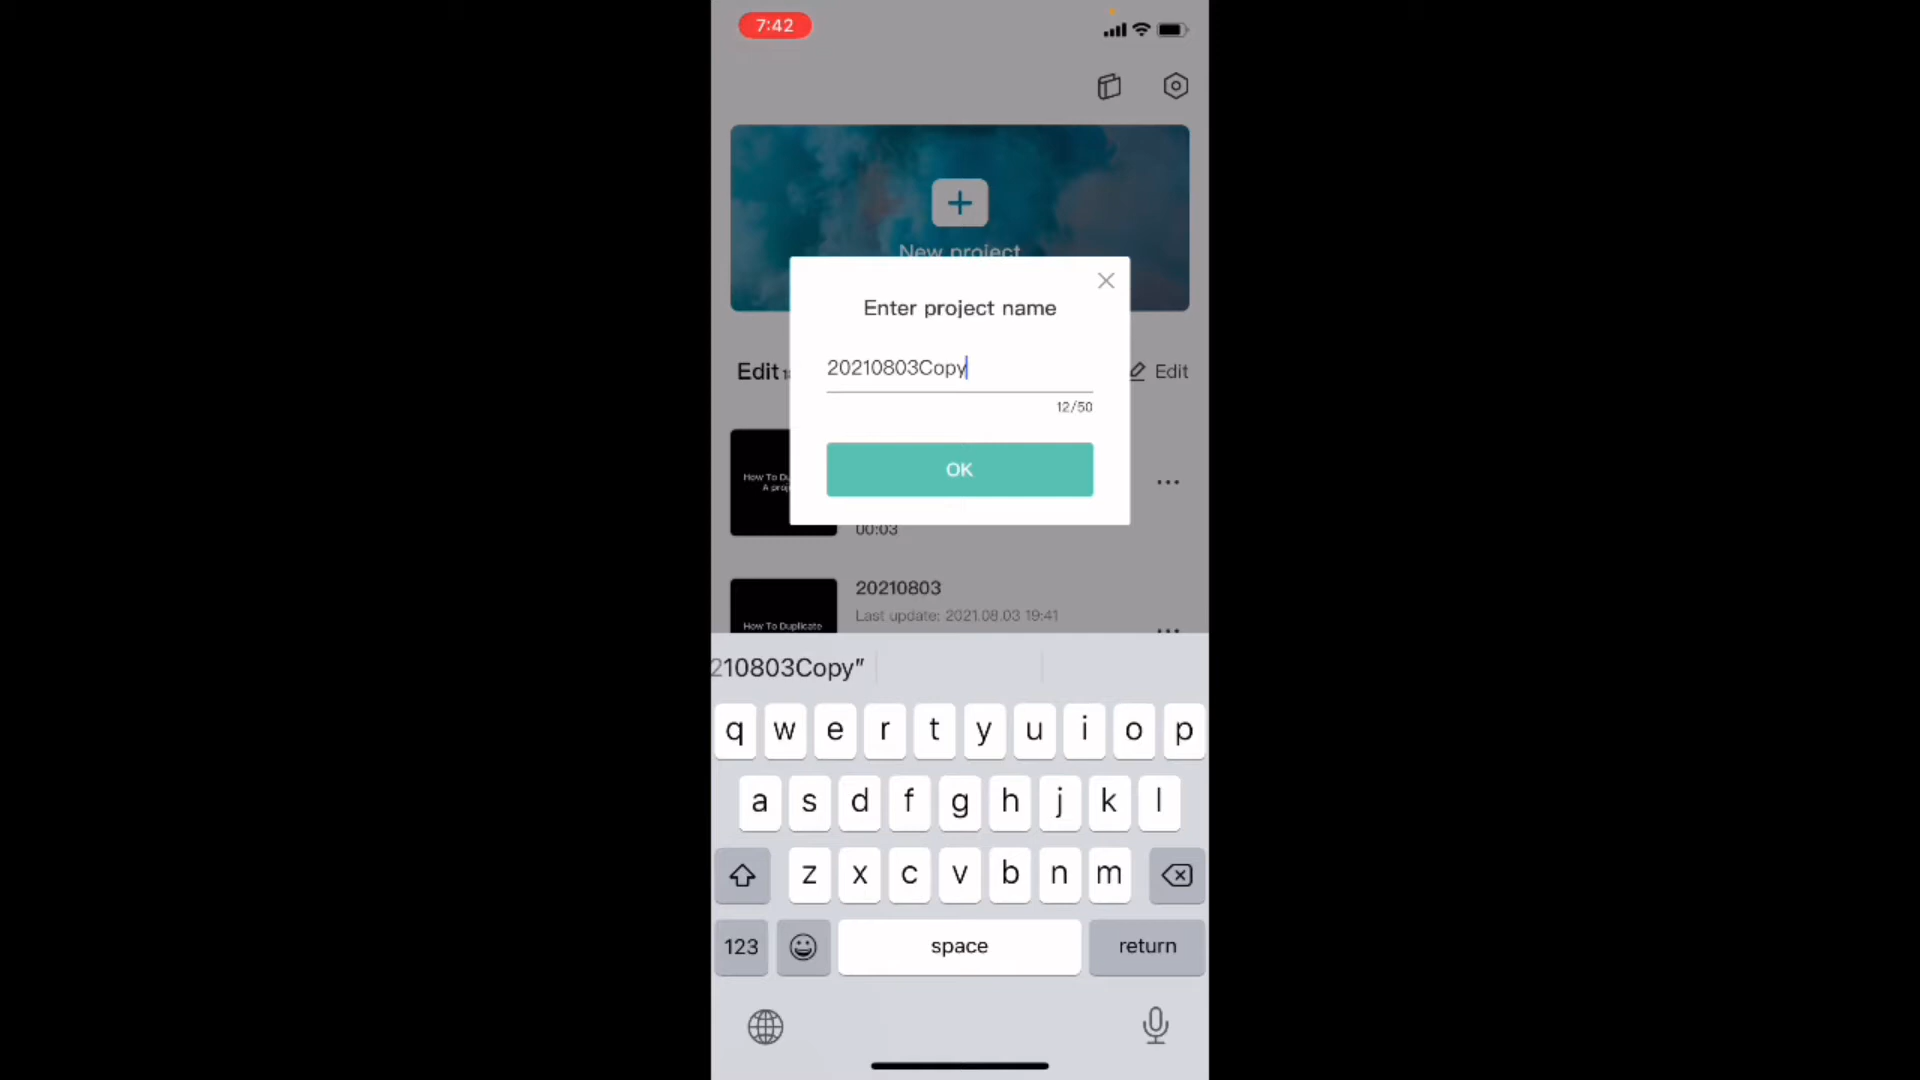 7:42
New project
Enter project name
20210803Copy
12/50
OK
Edit
Edit
How To Du
A proj
00:03
20210803
Last update: 2021.08.03 19:41
How To Duplicate
210803Copy"
q w e r t y u i o p
a s d f g h j k l
z x c v b n m
123 space return